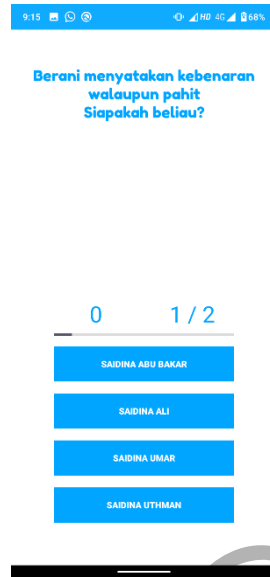 9:15 HD 4G 68%
Berani menyatakan kebenaran
walaupun pahit
Siapakah beliau?
0 1 / 2
SAIDINA ABU BAKAR
SAIDINA ALI
SAIDINA UMAR
SAIDINA UTHMAN